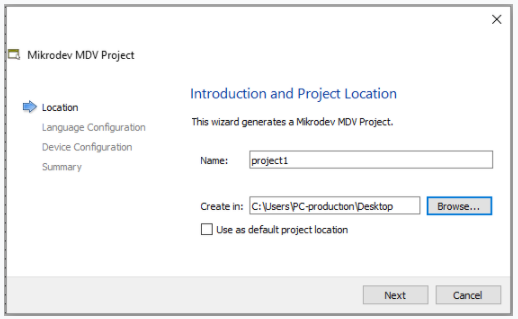 Mikrodev MDV Project
Location
Language Configuration
Device Configuration
Summary
Introduction and Project Location
This wizard generates a Mikrodev MDV Project.
Name: project1
Create in: C:\Users\PC-production\Desktop Browse...
Use as default project location
Next Cancel